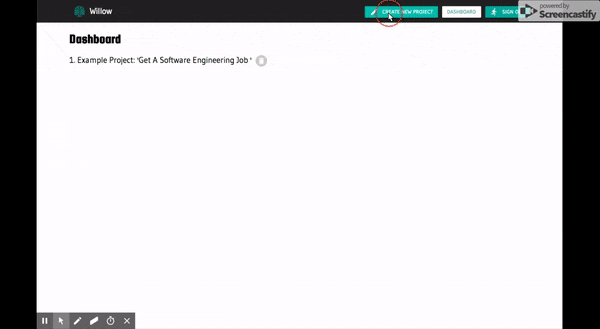 Willow
CREATE NEW PROJECT
DASHBOARD
SIGN O
powered by
Screencastify
Dashboard
1. Example Project: 'Get A Software Engineering Job '